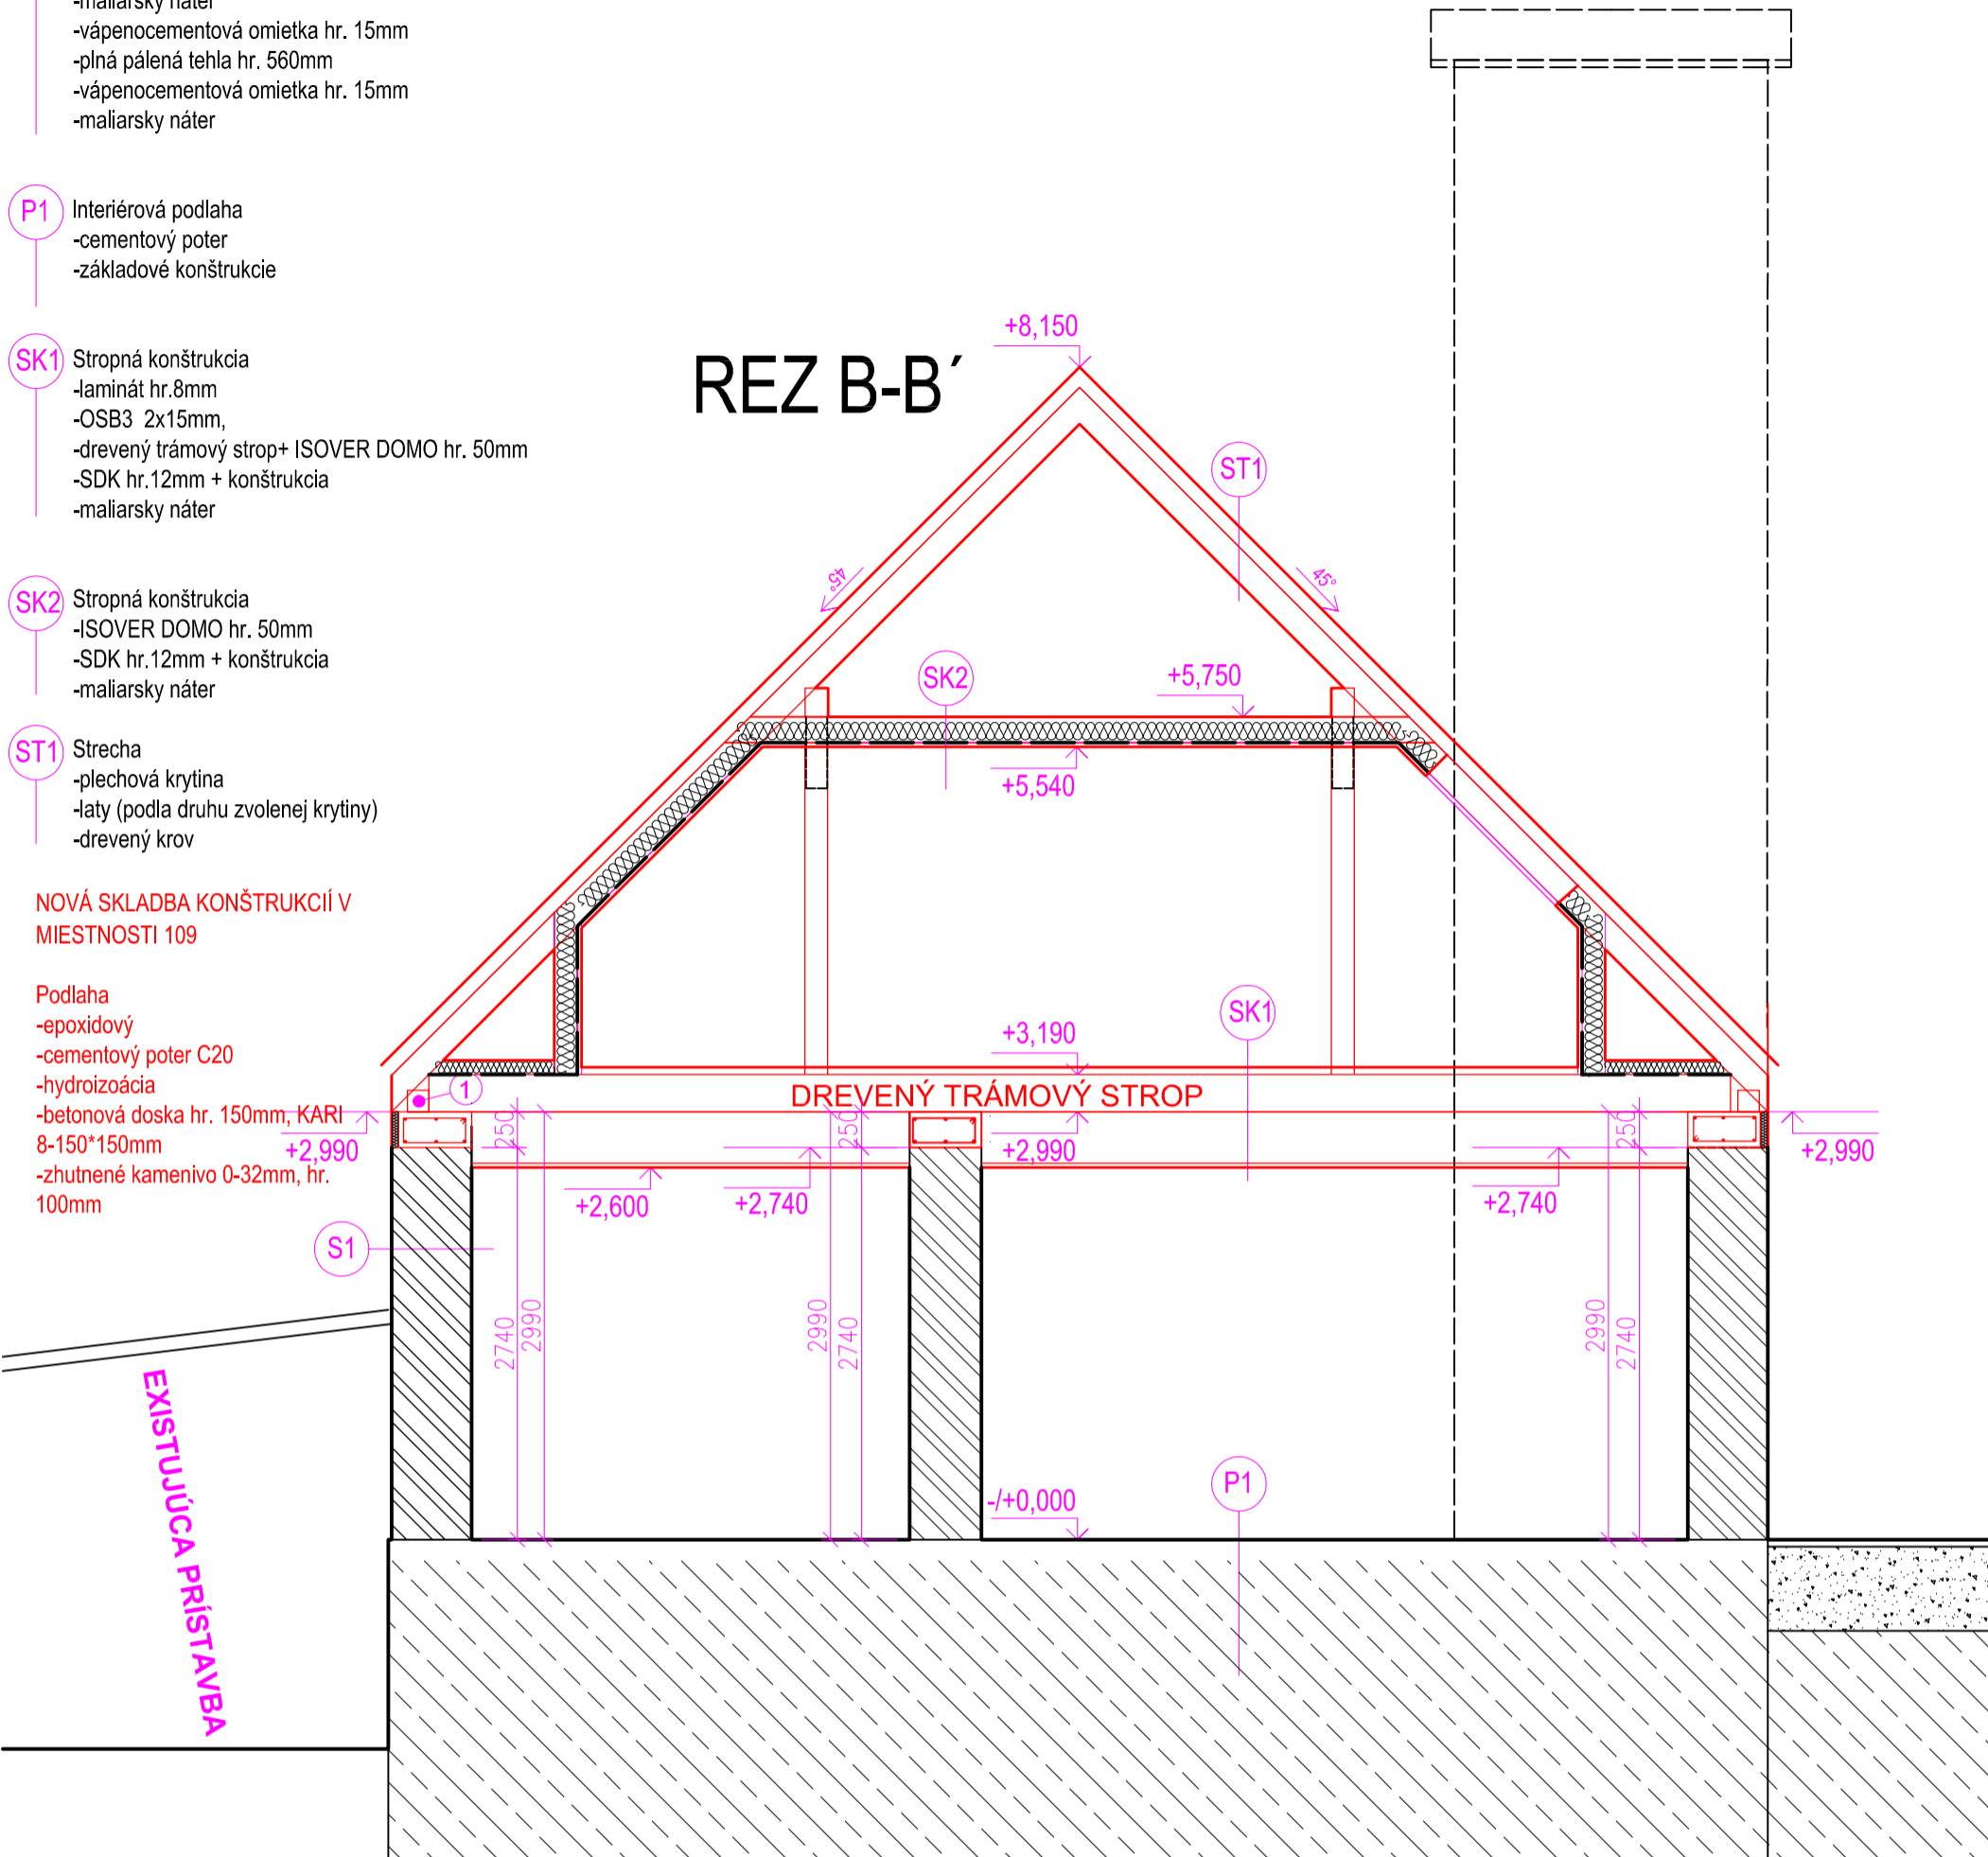 -maliarsky náter
-vápenocementová omietka hr. 15mm
-plná pálená tehla hr. 560mm
-vápenocementová omietka hr. 15mm
-maliarsky náter
P1
Interiérová podlaha
-cementový poter
-základové konštrukcie
SK1
Stropná konštrukcia
-laminát hr.8mm
-OSB3 2x15mm,
-drevený trámový strop+ ISOVER DOMO hr. 50mm
-SDK hr.12mm + konštrukcia
-maliarsky náter
SK2
Stropná konštrukcia
-ISOVER DOMO hr. 50mm
-SDK hr.12mm + konštrukcia
-maliarsky náter
ST1
Strecha
-plechová krytina
-laty (podla druhu zvolenej krytiny)
-drevený krov
NOVÁ SKLADBA KONŠTRUKCIÍ V
MIESTNOSTI 109
Podlaha
-epoxidový
-cementový poter C20
-hydroizoácia
-betonová doska hr. 150mm, KARI
8-150*150mm
-zhutnené kamenivo 0-32mm, hr.
100mm
REZ B-B´
+8,150
ST1
45°
45°
SK2
+5,750
+5,540
SK1
+3,190
DREVENÝ TRÁMOVÝ STROP
1
+2,990
250
250
+2,990
250
+2,990
+2,600
+2,740
+2,740
S1
2740
2990
2990
2740
2990
2740
EXISTUJÚCA PRÍSTAVBA
-/+0,000
P1